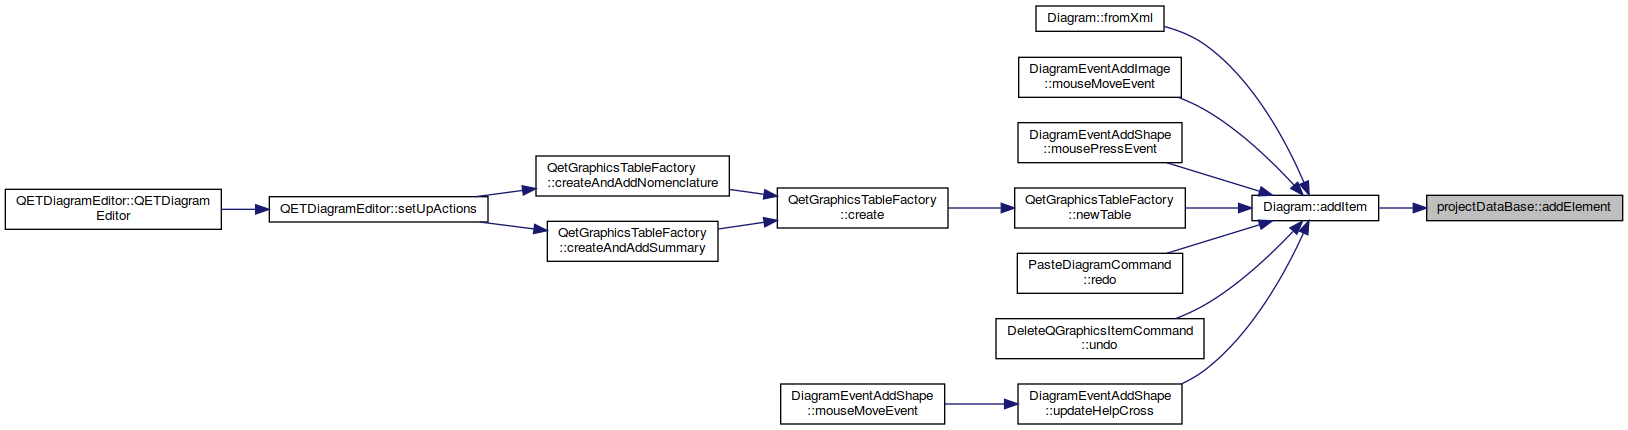 Diagram::fromXml
DiagramEventAddImage
::mouseMoveEvent
DiagramEventAddShape
::mousePressEvent
QetGraphicsTableFactory
::createAndAddNomenclature
QETDiagramEditor::QETDiagram
Editor
QETDiagramEditor::setUpActions
QetGraphicsTableFactory
::create
QetGraphicsTableFactory
::newTable
Diagram::addItem
projectDataBase::addElement
QetGraphicsTableFactory
::createAndAddSummary
PasteDiagramCommand
::redo
DeleteQGraphicsItemCommand
::undo
DiagramEventAddShape
::mouseMoveEvent
DiagramEventAddShape
::updateHelpCross